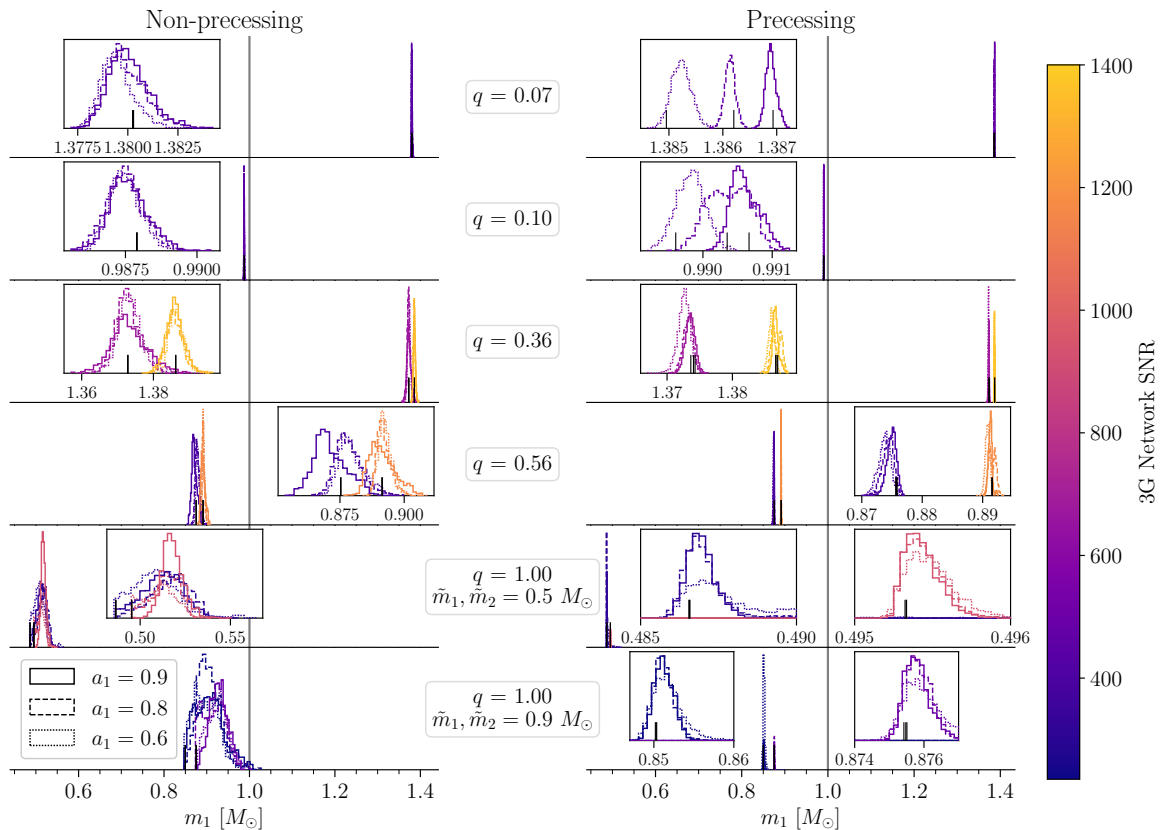 Non-precessing
Precessing
1.3775 1.3800 1.3825
q = 0.07
1.385 1.386 1.387
0.9875 0.9900
q = 0.10
0.990 0.991
1.36 1.38
q = 0.36
1.37 1.38
0.875 0.900
q = 0.56
0.87 0.88 0.89
0.50 0.55
q = 1.00
m̃₁, m̃₂ = 0.5 M⊙
0.485 0.490
0.495 0.496
a₁ = 0.9
a₁ = 0.8
a₁ = 0.6
q = 1.00
m̃₁, m̃₂ = 0.9 M⊙
0.85 0.86
0.874 0.876
0.6 0.8 1.0 1.2 1.4
m₁ [M⊙]
0.6 0.8 1.0 1.2 1.4
m₁ [M⊙]
1400
1200
1000
800
600
400
3G Network SNR